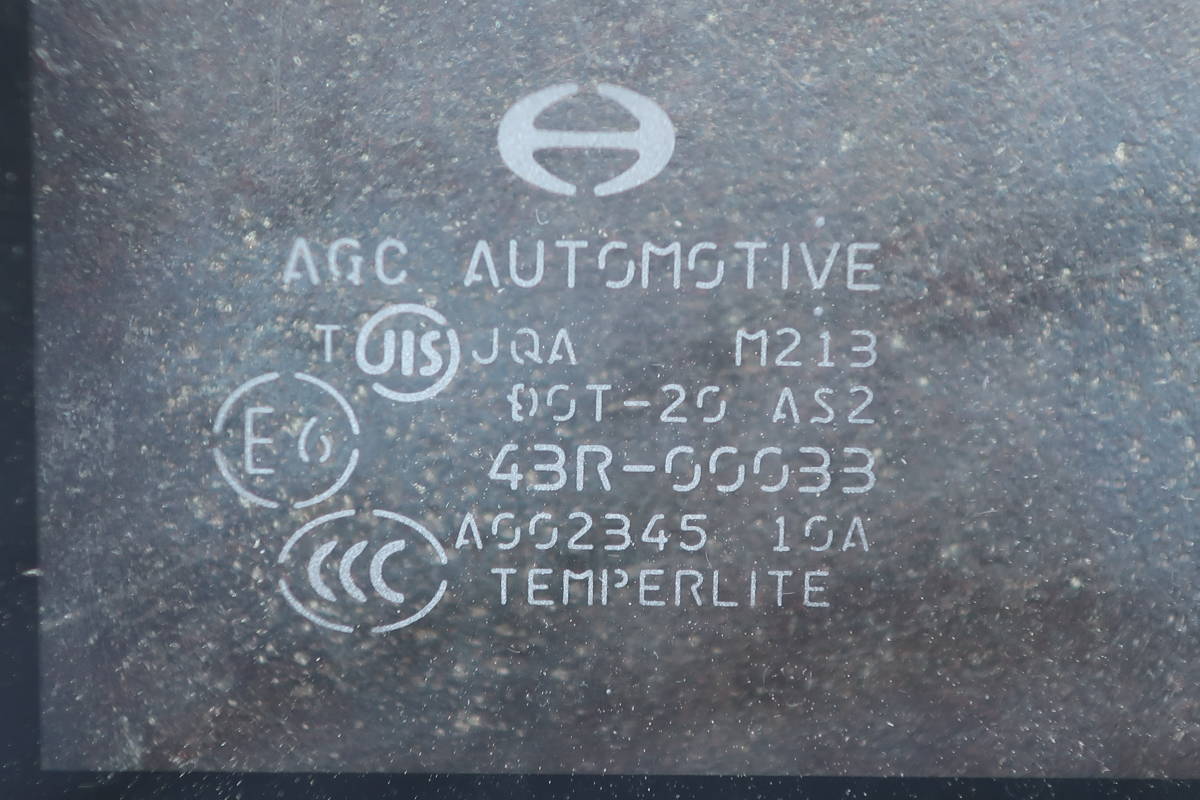 AGC AUTOMOTIVE
T JIS JQA M213
DOT-20 AS2
E6
43R-00033
CCC A002345 10A
TEMPERLITE